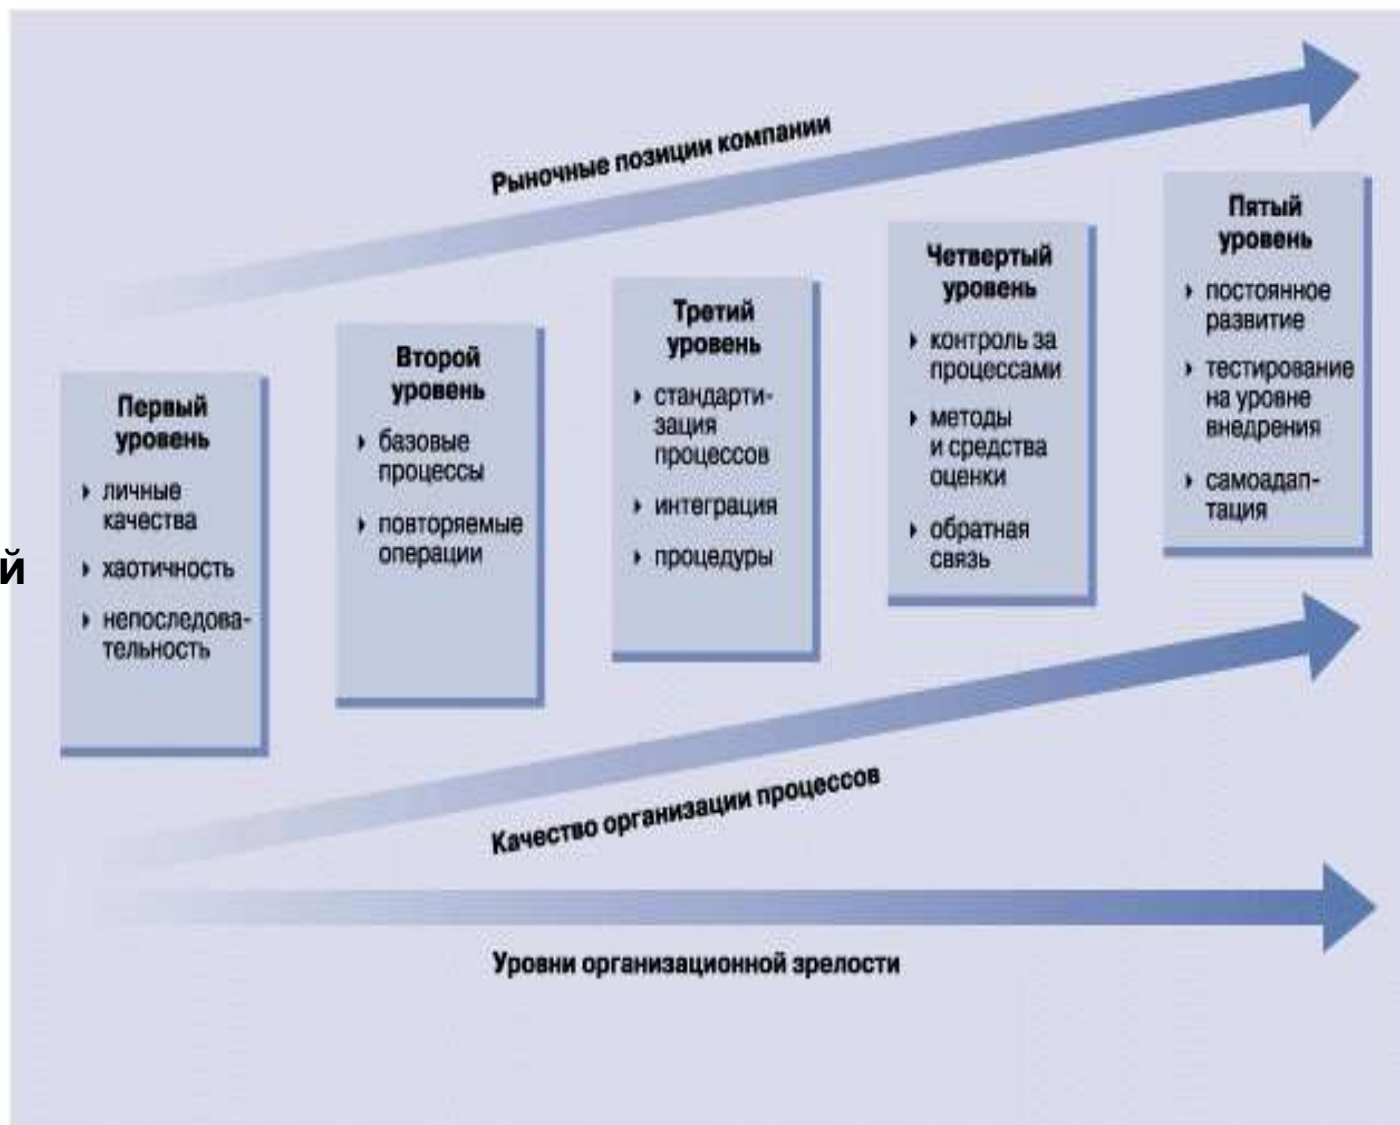 Рыночные позиции компании
Первый
уровень
личные
качества
хаотичность
непоследова-
тельность
Второй
уровень
базовые
процессы
повторяемые
операции
Третий
уровень
стандарти-
зация
процессов
интеграция
процедуры
Четвертый
уровень
контроль за
процессами
методы
и средства
оценки
обратная
связь
Пятый
уровень
постоянное
развитие
тестирование
на уровне
внедрения
самоадап-
тация
й
Качество организации процессов
Уровни организационной зрелости